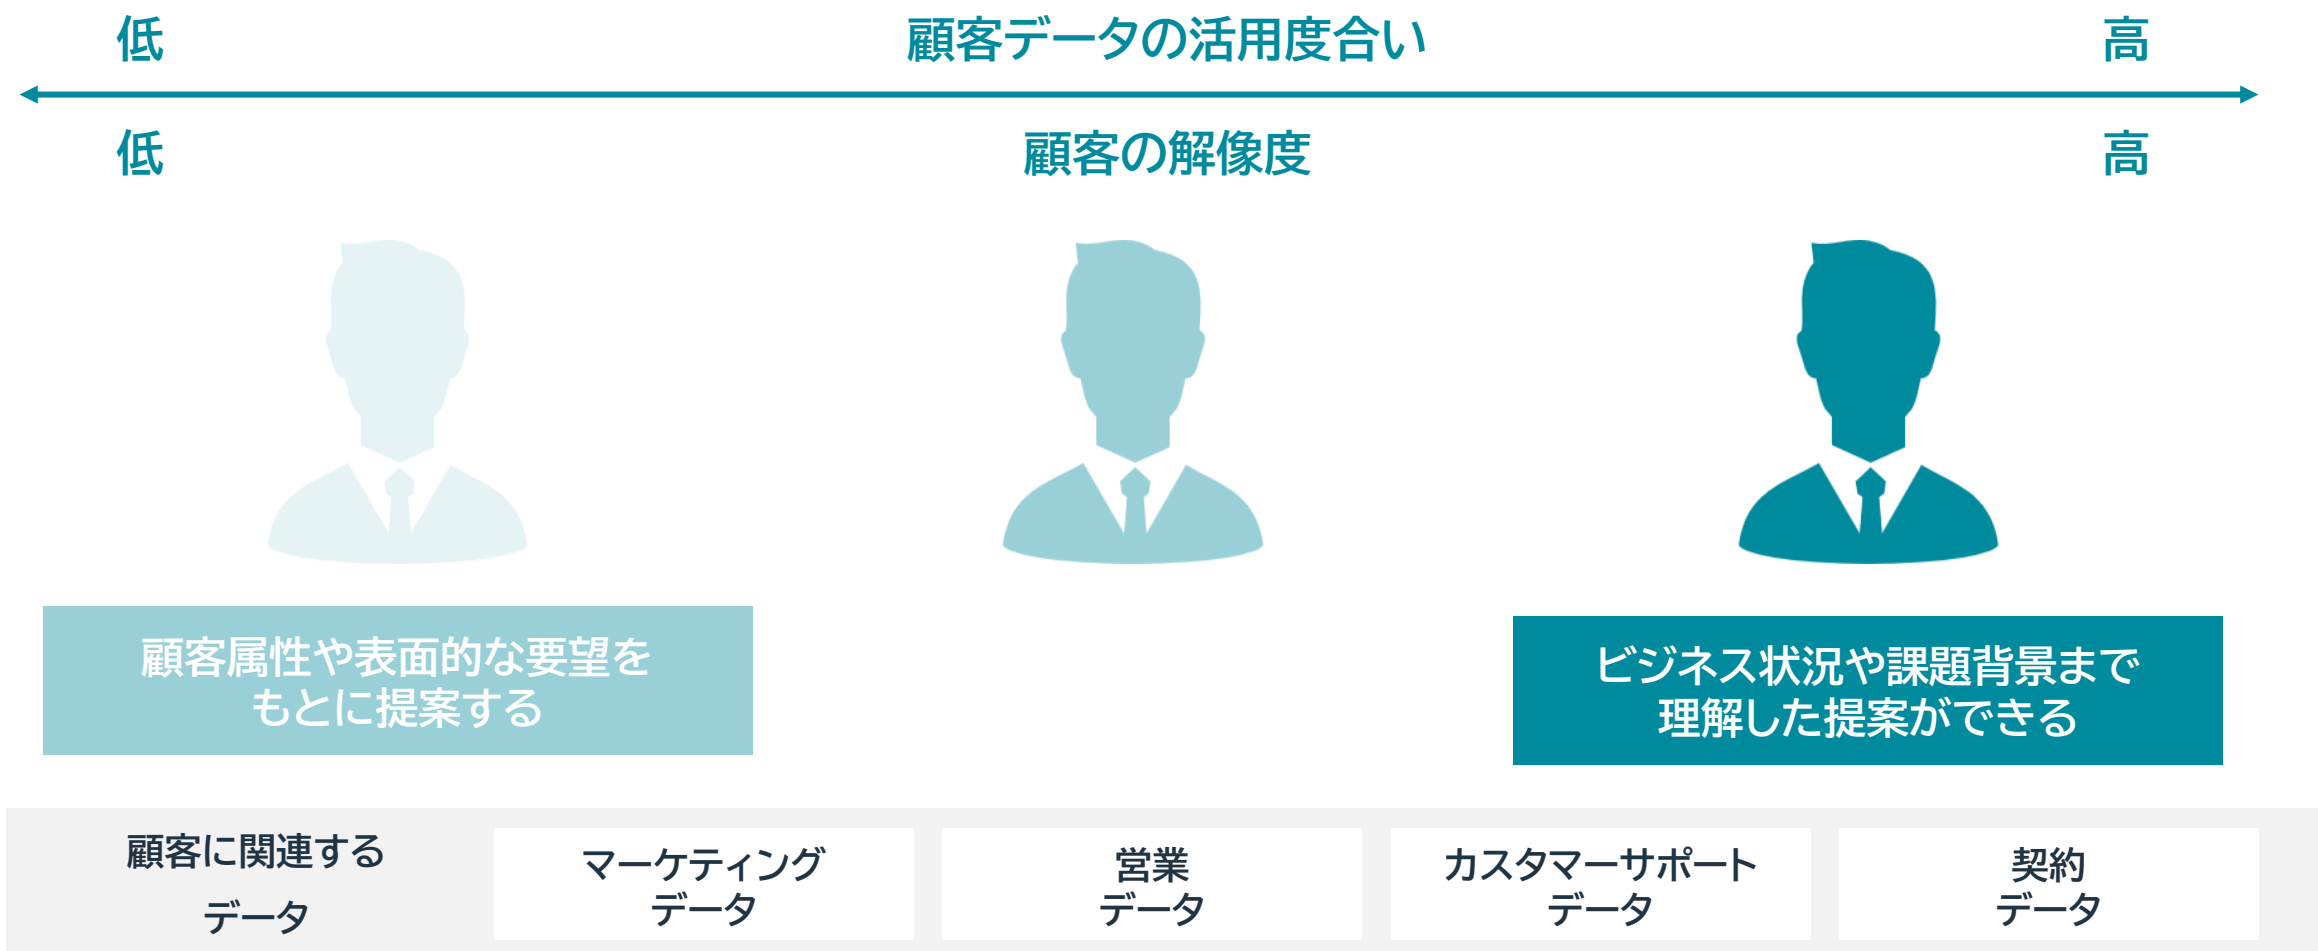 低
顧客データの活用度合い
高
低
顧客の解像度
高
顧客属性や表面的な要望を
もとに提案する
ビジネス状況や課題背景まで
理解した提案ができる
顧客に関連する
データ
マーケティング
データ
営業
データ
カスタマーサポート
データ
契約
データ